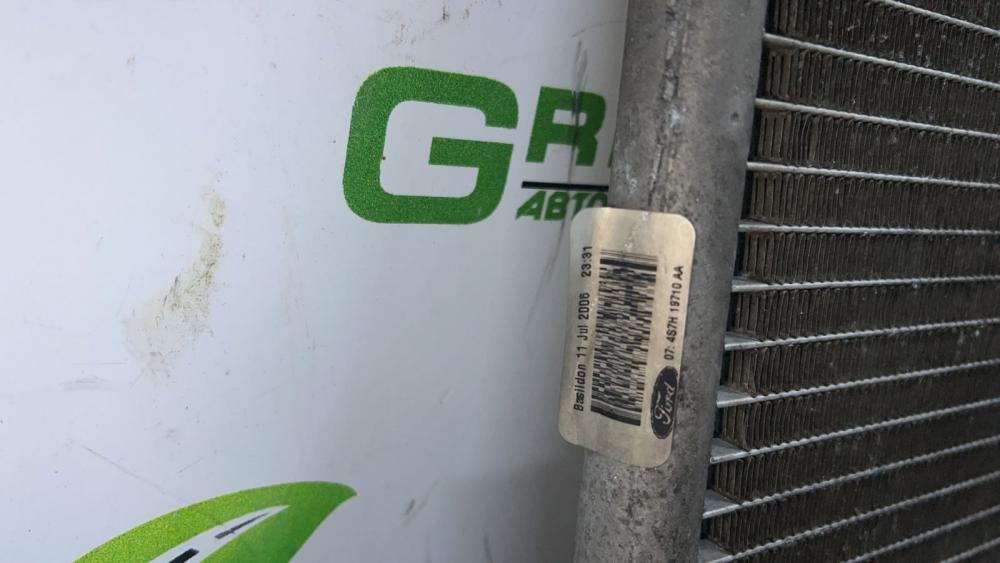 GR
АВТО
Basildon 11 Jul 2006 23:31
07: 4S7H 19710 AA
Ford